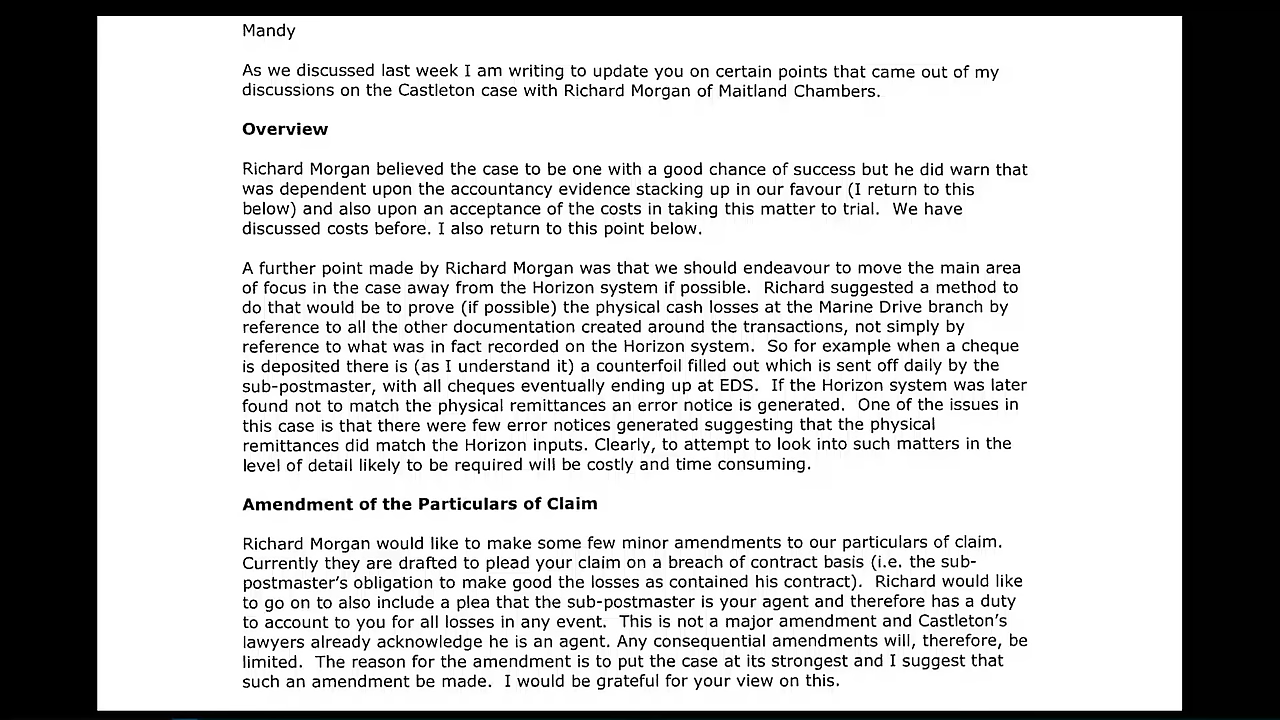 Mandy
As we discussed last week I am writing to update you on certain points that came out of my
discussions on the Castleton case with Richard Morgan of Maitland Chambers.
Overview
Richard Morgan believed the case to be one with a good chance of success but he did warn that
was dependent upon the accountancy evidence stacking up in our favour (I return to this
below) and also upon an acceptance of the costs in taking this matter to trial.  We have
discussed costs before. I also return to this point below.
A further point made by Richard Morgan was that we should endeavour to move the main area
of focus in the case away from the Horizon system if possible.  Richard suggested a method to
do that would be to prove (if possible) the physical cash losses at the Marine Drive branch by
reference to all the other documentation created around the transactions, not simply by
reference to what was in fact recorded on the Horizon system.  So for example when a cheque
is deposited there is (as I understand it) a counterfoil filled out which is sent off daily by the
sub-postmaster, with all cheques eventually ending up at EDS.  If the Horizon system was later
found not to match the physical remittances an error notice is generated.  One of the issues in
this case is that there were few error notices generated suggesting that the physical
remittances did match the Horizon inputs. Clearly, to attempt to look into such matters in the
level of detail likely to be required will be costly and time consuming.
Amendment of the Particulars of Claim
Richard Morgan would like to make some few minor amendments to our particulars of claim.
Currently they are drafted to plead your claim on a breach of contract basis (i.e. the sub-
postmaster's obligation to make good the losses as contained his contract).  Richard would like
to go on to also include a plea that the sub-postmaster is your agent and therefore has a duty
to account to you for all losses in any event.  This is not a major amendment and Castleton's
lawyers already acknowledge he is an agent. Any consequential amendments will, therefore, be
limited.  The reason for the amendment is to put the case at its strongest and I suggest that
such an amendment be made.  I would be grateful for your view on this.